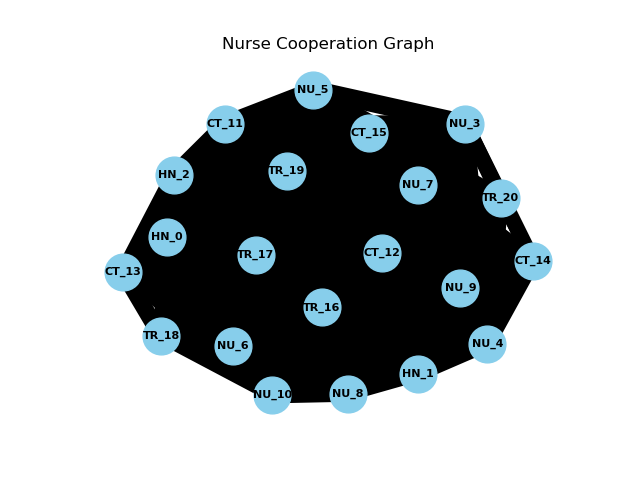 Nurse Cooperation Graph
NU_5
CT_11
NU_3
CT_15
TR_19
HN_2
NU_7
TR_20
HN_0
TR_17
CT_12
CT_14
CT_13
NU_9
TR_16
TR_18
NU_6
NU_4
HN_1
NU_10
NU_8